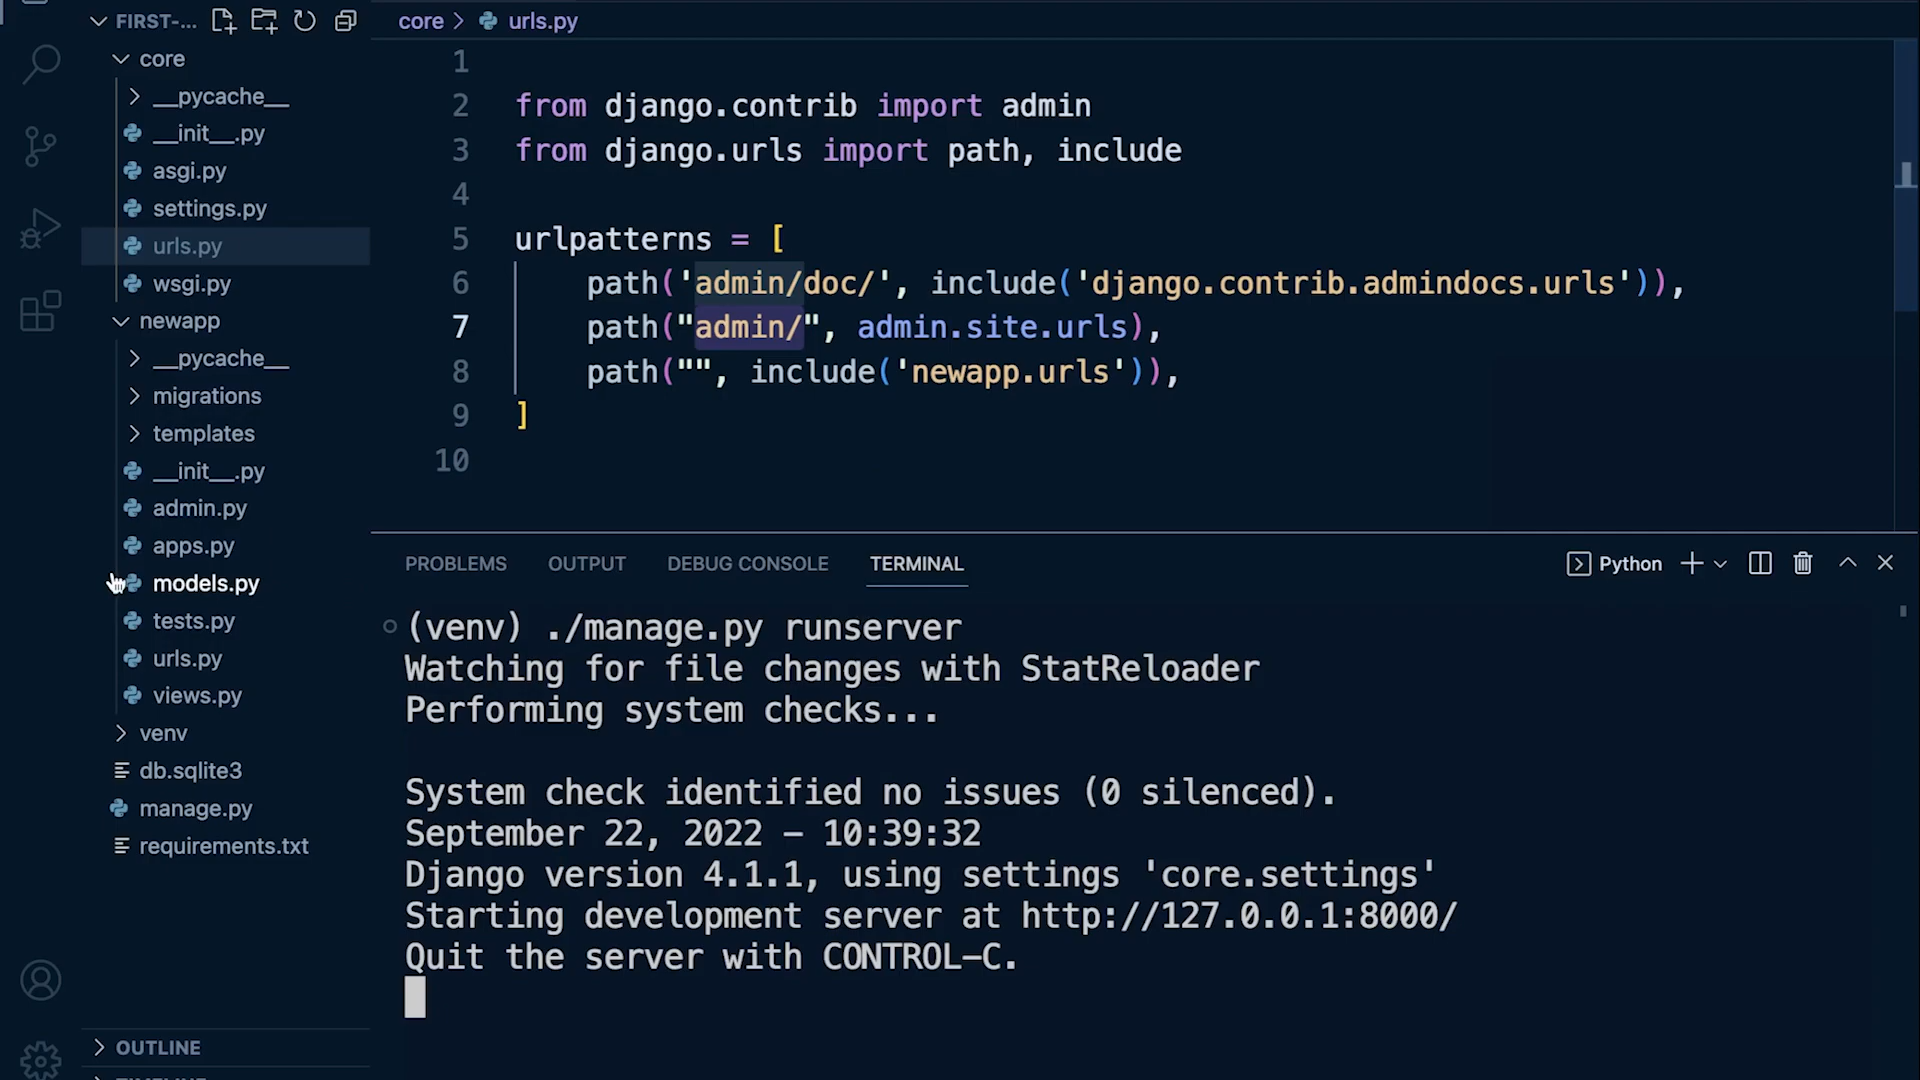 FIRST-...
core
__pycache__
__init__.py
asgi.py
settings.py
urls.py
wsgi.py
newapp
__pycache__
migrations
templates
__init__.py
admin.py
apps.py
models.py
tests.py
urls.py
views.py
venv
db.sqlite3
manage.py
requirements.txt
OUTLINE
core > urls.py
1
2 from django.contrib import admin
3 from django.urls import path, include
4
5 urlpatterns = [
6     path('admin/doc/', include('django.contrib.admindocs.urls')),
7     path("admin/", admin.site.urls),
8     path("", include('newapp.urls')),
9 ]
10
PROBLEMS OUTPUT DEBUG CONSOLE TERMINAL Python
(venv) ./manage.py runserver
Watching for file changes with StatReloader
Performing system checks...
System check identified no issues (0 silenced).
September 22, 2022 - 10:39:32
Django version 4.1.1, using settings 'core.settings'
Starting development server at http://127.0.0.1:8000/
Quit the server with CONTROL-C.